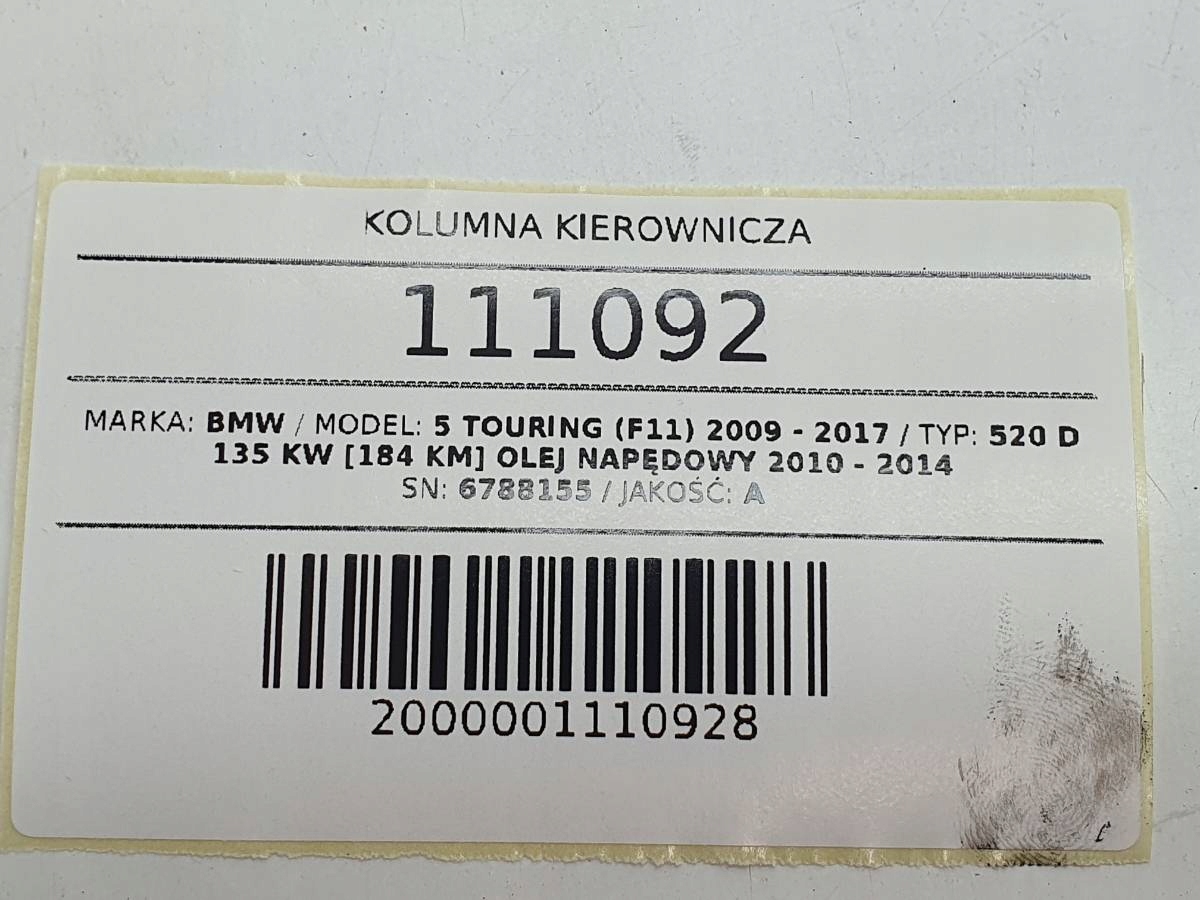 KOLUMNA KIEROWNICZA
111092
MARKA: BMW / MODEL: 5 TOURING (F11) 2009 - 2017 / TYP: 520 D
135 KW [184 KM] OLEJ NAPĘDOWY 2010 - 2014
SN: 6788155 / JAKOŚĆ: A
2000001110928